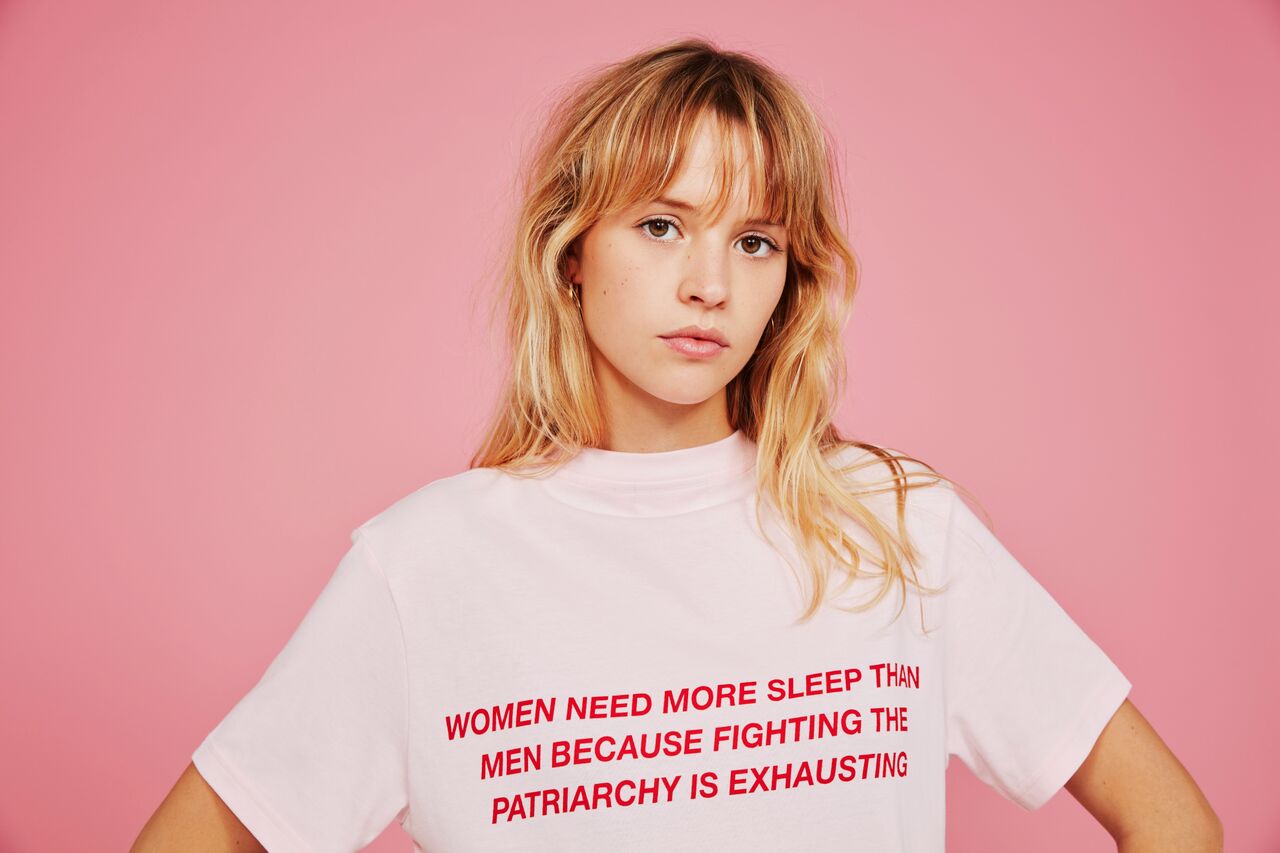 WOMEN NEED MORE SLEEP THAN
MEN BECAUSE FIGHTING THE
PATRIARCHY IS EXHAUSTING